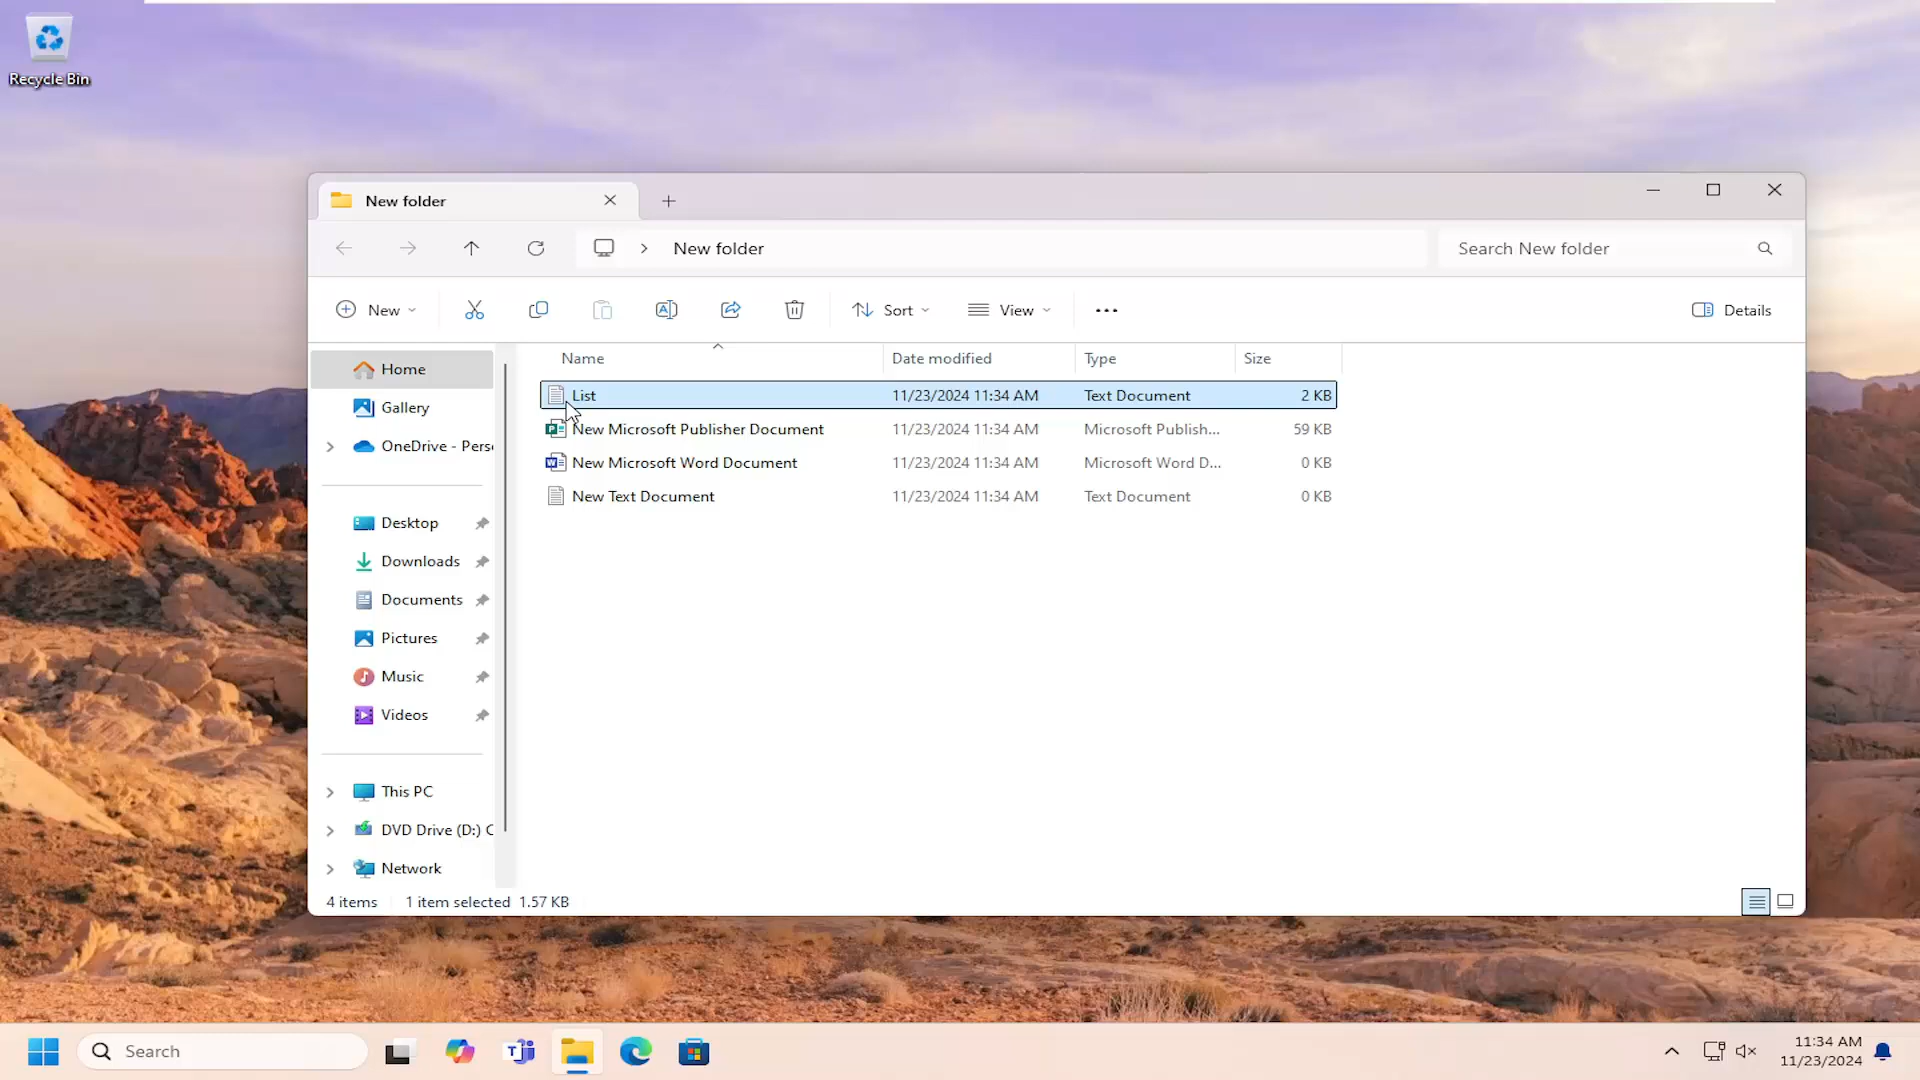 Recycle Bin
New folder
New folder
Search New folder
New
Sort
View
Details
Name Date modified Type Size
List 11/23/2024 11:34 AM Text Document 2 KB
New Microsoft Publisher Document 11/23/2024 11:34 AM Microsoft Publish... 59 KB
New Microsoft Word Document 11/23/2024 11:34 AM Microsoft Word D... 0 KB
New Text Document 11/23/2024 11:34 AM Text Document 0 KB
Home
Gallery
OneDrive - Pers
Desktop
Downloads
Documents
Pictures
Music
Videos
This PC
DVD Drive (D:) C
Network
4 items 1 item selected 1.57 KB
Search
11:34 AM
11/23/2024